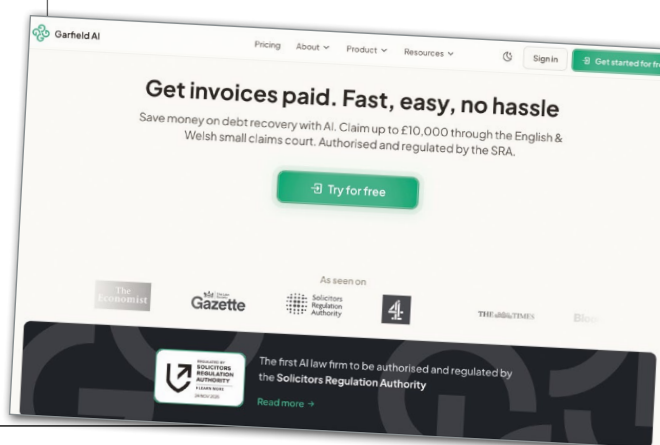 Garfield AI
Pricing About Product Resources Sign in Get started for free
Get invoices paid. Fast, easy, no hassle
Save money on debt recovery with AI. Claim up to £10,000 through the English &
Welsh small claims court. Authorised and regulated by the SRA.
Try for free
As seen on
The
Economist
Gazette
Solicitors
Regulation
Authority
4
THE TIMES
REGULATED BY
SOLICITORS
REGULATION
AUTHORITY
LEARN MORE
The first AI law firm to be authorised and regulated by
the Solicitors Regulation Authority
Read more →